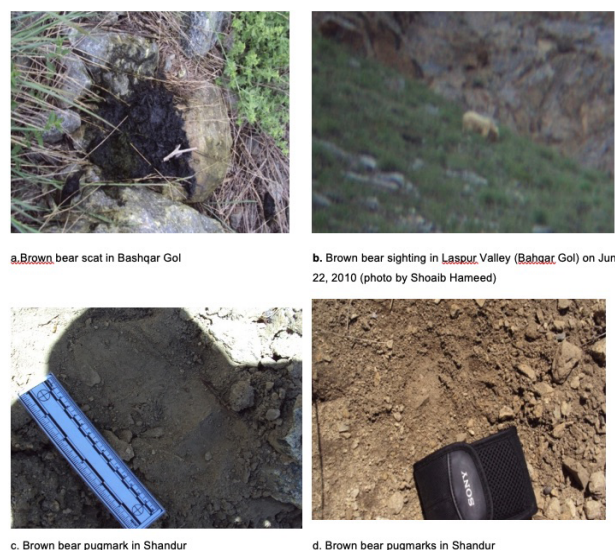 a.Brown bear scat in Bashqar Gol
b. Brown bear sighting in Laspur Valley (Bahqar Gol) on Jun
22, 2010 (photo by Shoaib Hameed)
SONY
c. Brown bear pugmark in Shandur
d. Brown bear pugmarks in Shandur